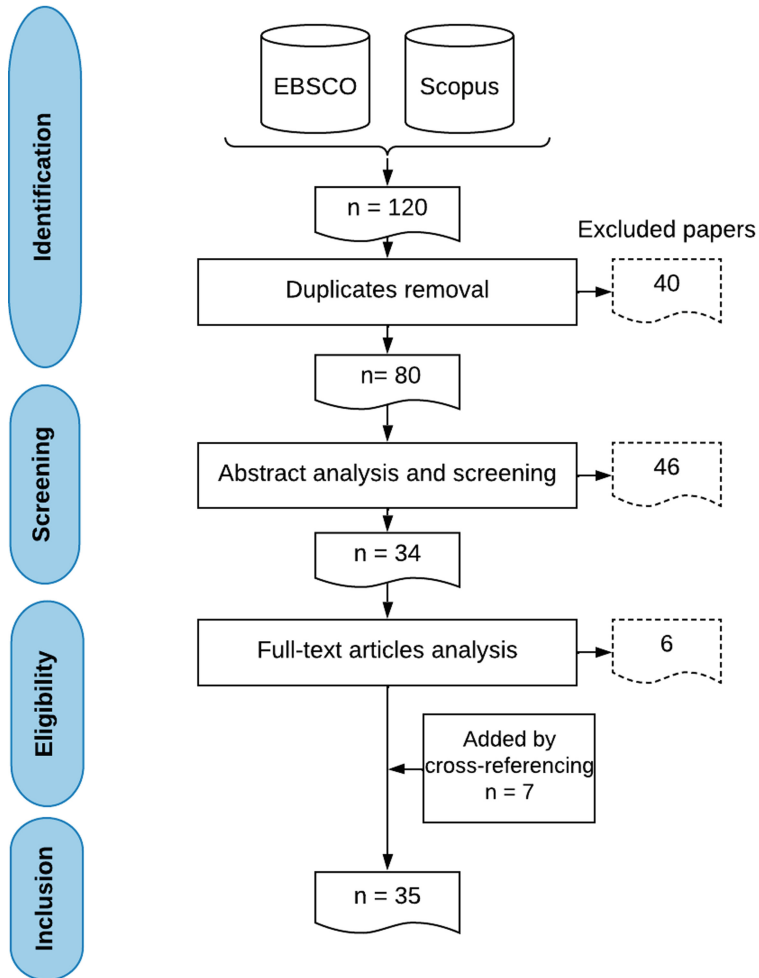 Identification
EBSCO
Scopus
n = 120
Excluded papers
Duplicates removal
40
n= 80
Screening
Abstract analysis and screening
46
n = 34
Eligibility
Full-text articles analysis
6
Added by
cross-referencing
n = 7
Inclusion
n = 35